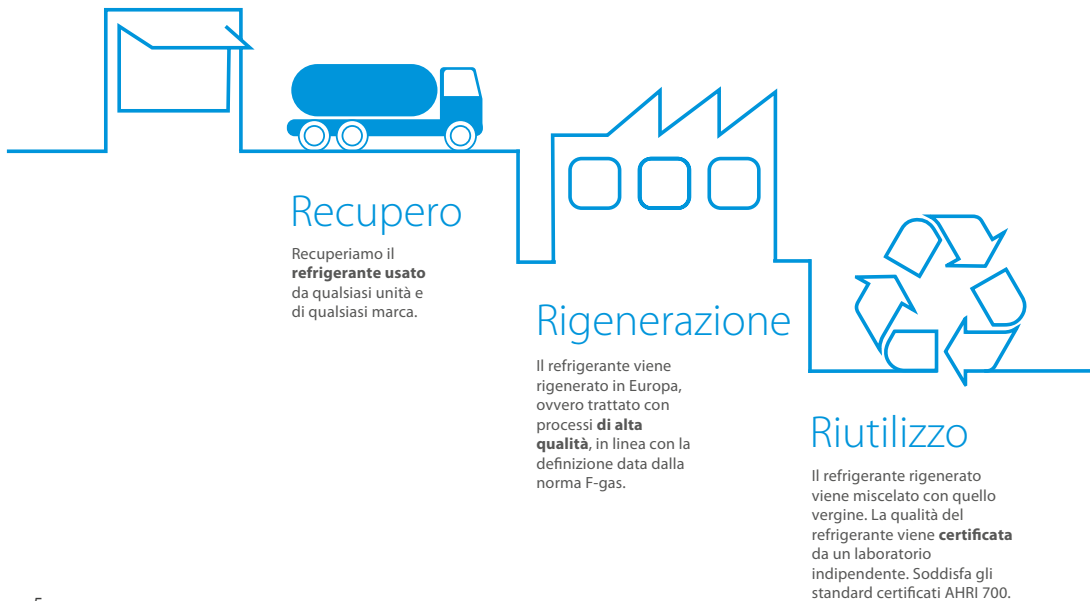 Recupero
Recuperiamo il
refrigerante usato
da qualsiasi unità e
di qualsiasi marca.
Rigenerazione
Il refrigerante viene
rigenerato in Europa,
ovvero trattato con
processi di alta
qualità, in linea con la
definizione data dalla
norma F-gas.
Riutilizzo
Il refrigerante rigenerato
viene miscelato con quello
vergine. La qualità del
refrigerante viene certificata
da un laboratorio
indipendente. Soddisfa gli
standard certificati AHRI 700.